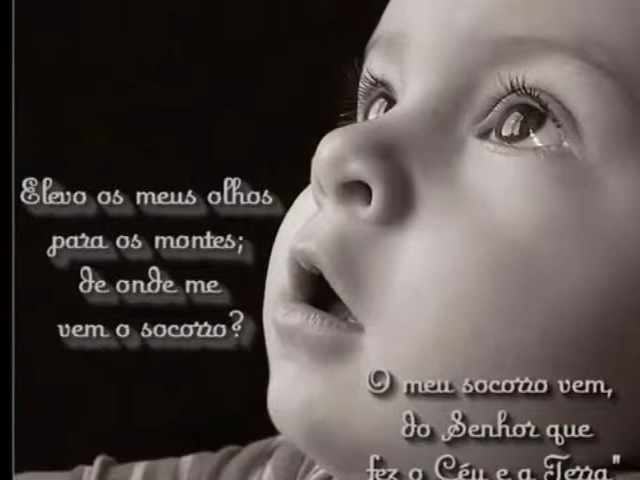 Elevo os meus olhos
para os montes;
de onde me
vem o socorro?
O meu socorro vem,
do Senhor que
fez o Céu e a Terra"